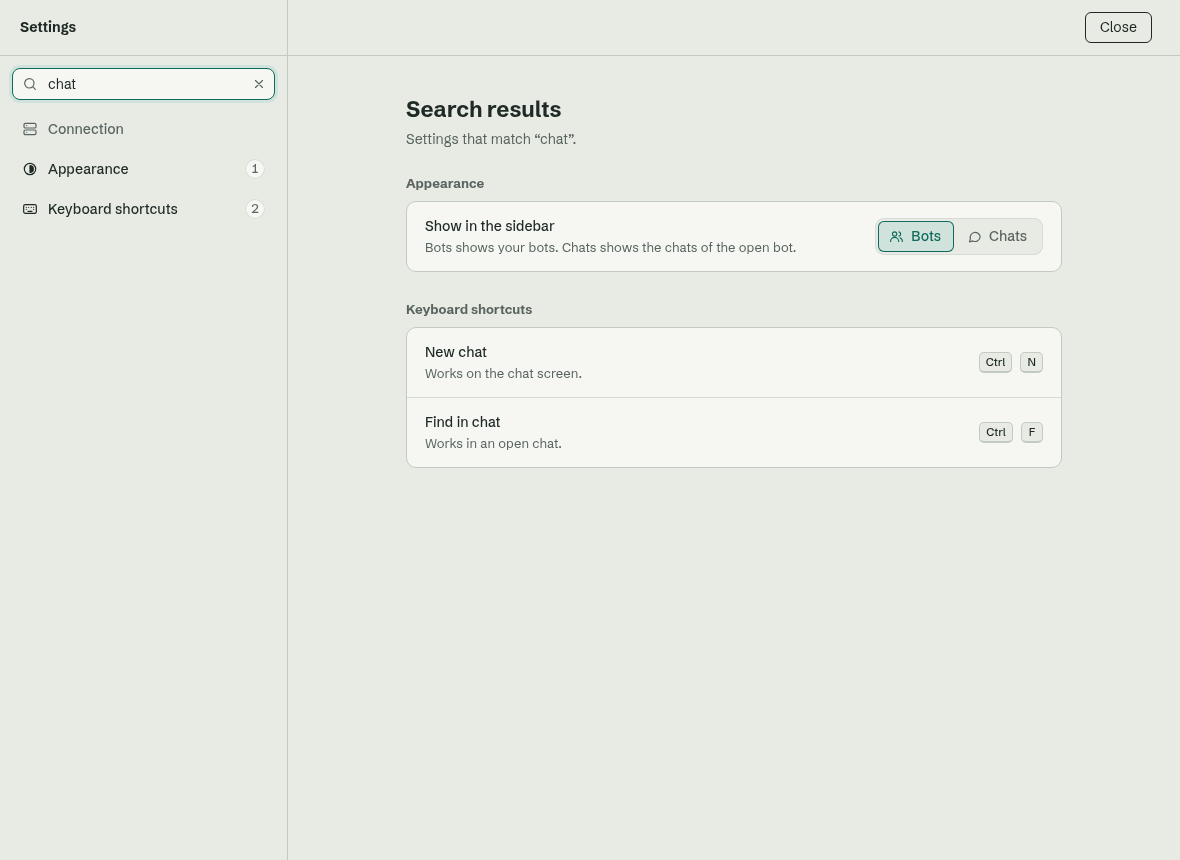 Settings
Close
chat
Connection
Appearance 1
Keyboard shortcuts 2
Search results
Settings that match “chat”.
Appearance
Show in the sidebar
Bots shows your bots. Chats shows the chats of the open bot.
Bots Chats
Keyboard shortcuts
New chat
Works on the chat screen.
Ctrl N
Find in chat
Works in an open chat.
Ctrl F